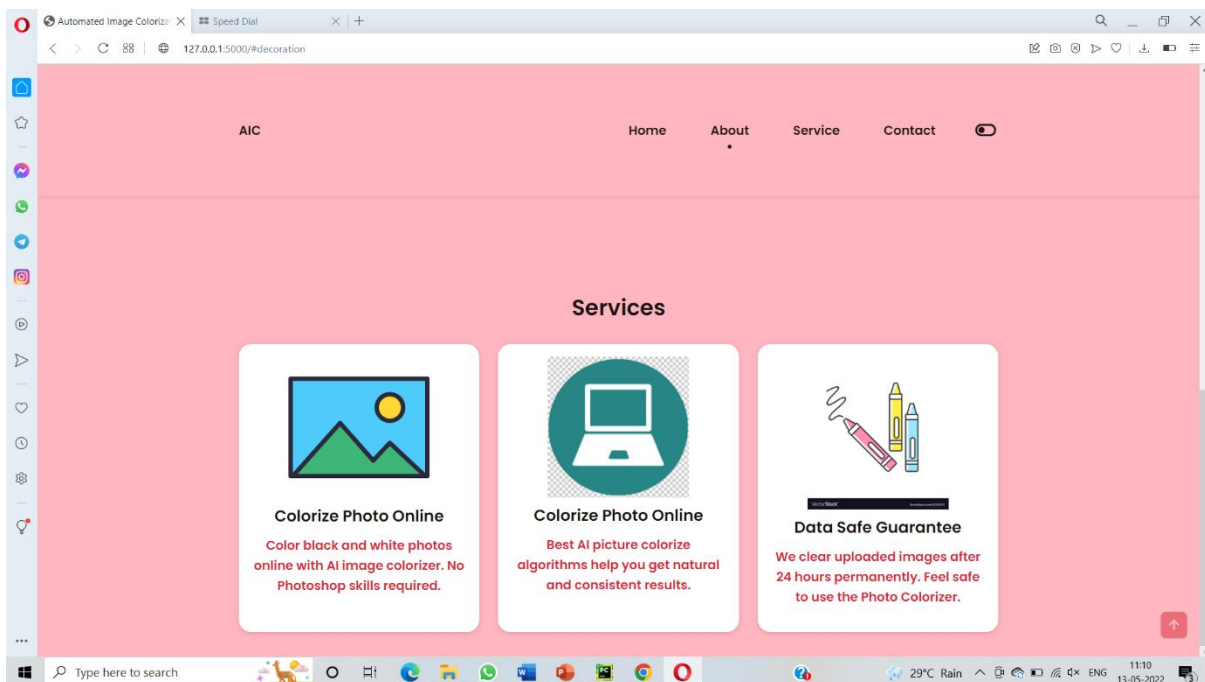 Automated Image Coloriza
Speed Dial
127.0.0.1:5000/#decoration
AIC
Home About Service Contact
Services
Colorize Photo Online
Color black and white photos
online with AI image colorizer. No
Photoshop skills required.
Colorize Photo Online
Best AI picture colorize
algorithms help you get natural
and consistent results.
VectorStock
Data Safe Guarantee
We clear uploaded images after
24 hours permanently. Feel safe
to use the Photo Colorizer.
Type here to search
29°C Rain
ENG
11:10
13-05-2022